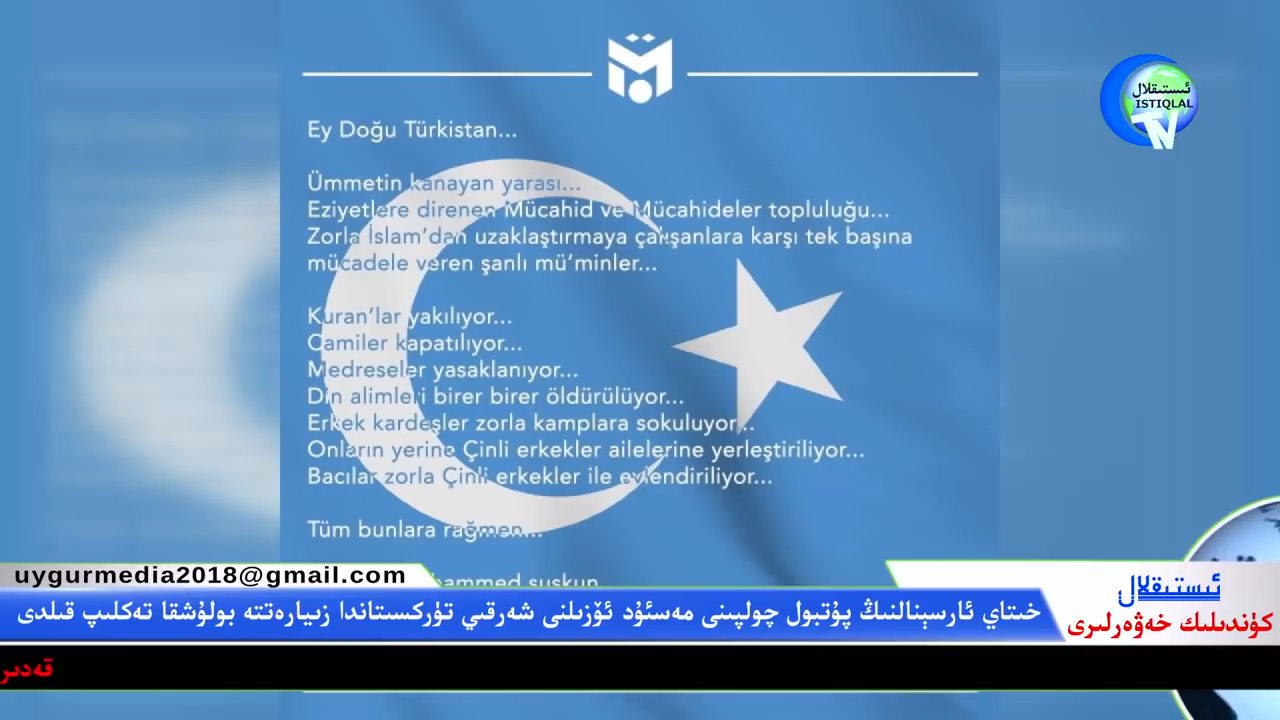 Ey Doğu Türkistan...
Ümmetin kanayan yarası...
Eziyetlere direnen Mücahid ve Mücahideler topluluğu...
Zorla İslam’dan uzaklaştırmaya çalışanlara karşı tek başına
mücadele veren şanlı mü’minler...
Kuran’lar yakılıyor...
Camiler kapatılıyor...
Medreseler yasaklanıyor...
Din alimleri birer birer öldürülüyor...
Erkek kardeşler zorla kamplara sokuluyor...
Onların yerine Çinli erkekler ailelerine yerleştiriliyor...
Bacılar zorla Çinli erkekler ile evlendiriliyor...
Tüm bunlara rağmen...
suskun
ئىستىقلال
ISTIQLAL
TV
uygurmedia2018@gmail.com
خىتاي ئارسېنالنىڭ پۇتبول چولپىنى مەسئۇد ئۆزىلنى شەرقىي تۈركىستاندا زىيارەتتە بولۇشقا تەكلىپ قىلدى
ئىستىقلال
كۈندىلىك خەۋەرلىرى
قەدىر